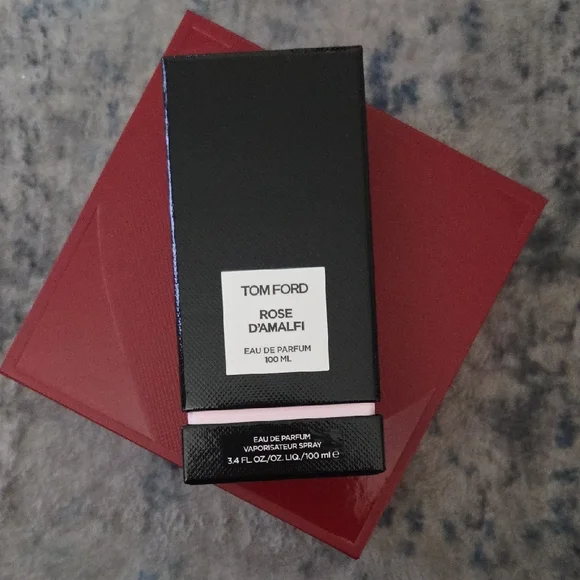 TOM FORD
ROSE
D'AMALFI
EAU DE PARFUM
100 ML
EAU DE PARFUM
VAPORISATEUR SPRAY
3.4 FL. OZ./OZ. LIQ./100 ml ℮